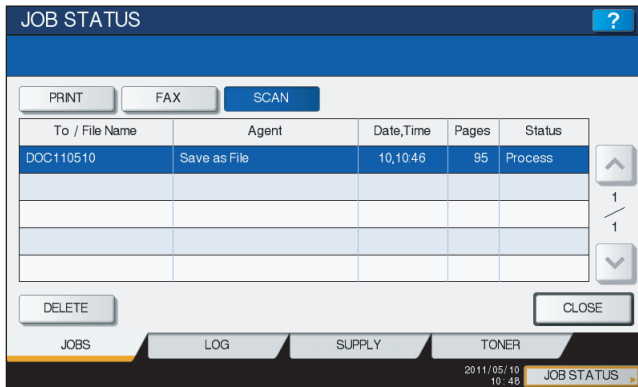 JOB STATUS ?
PRINT FAX SCAN
To / File Name Agent Date,Time Pages Status
DOC110510 Save as File 10,10:46 95 Process
1
1
DELETE CLOSE
JOBS LOG SUPPLY TONER
2011/05/10
10:48 JOB STATUS